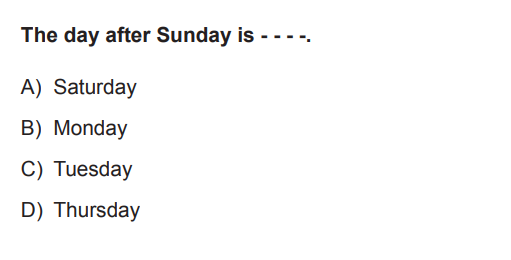 The day after Sunday is - - - -.
A) Saturday
B) Monday
C) Tuesday
D) Thursday